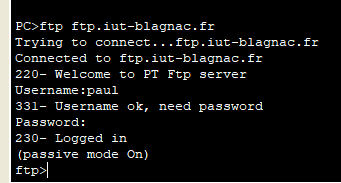 PC>ftp ftp.iut-blagnac.fr
Trying to connect...ftp.iut-blagnac.fr
Connected to ftp.iut-blagnac.fr
220- Welcome to PT Ftp server
Username:paul
331- Username ok, need password
Password:
230- Logged in
(passive mode On)
ftp>